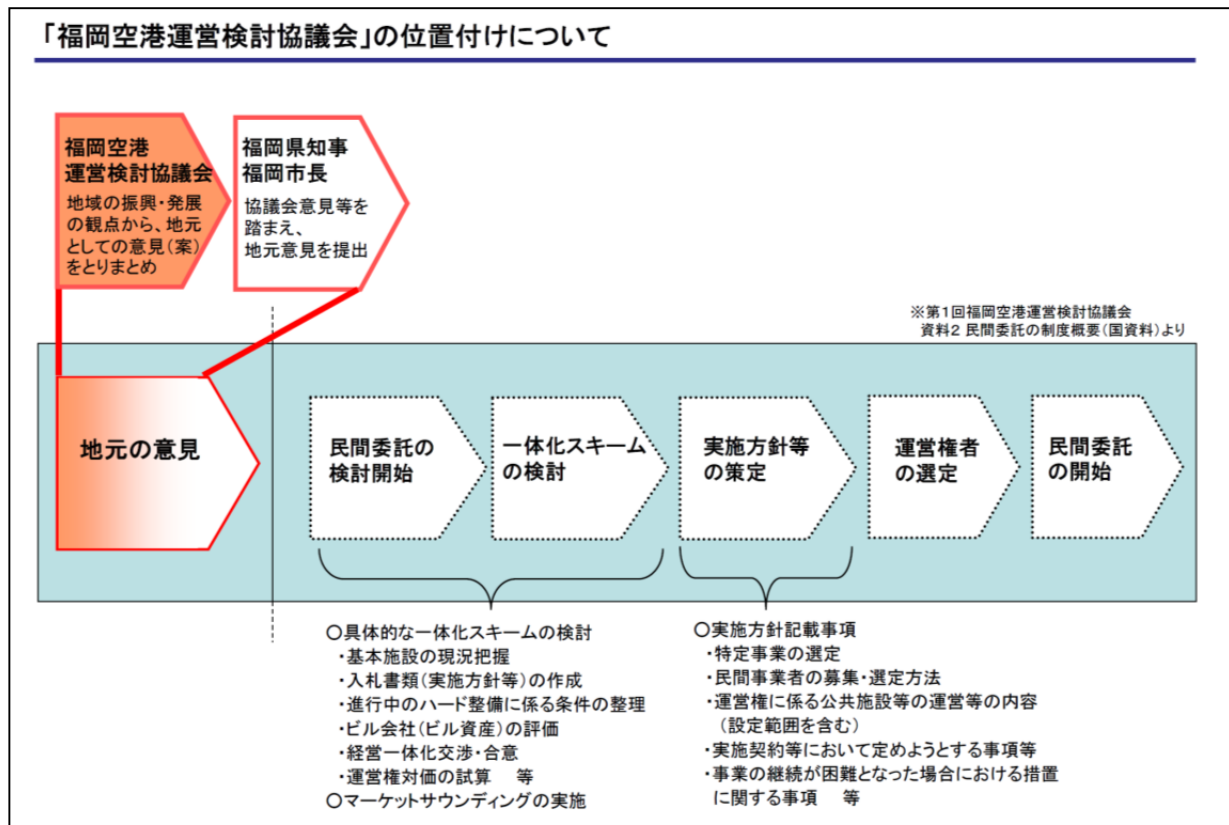 「福岡空港運営検討協議会」の位置付けについて
福岡空港
運営検討協議会
地域の振興・発展
の観点から、地元
としての意見(案)
をとりまとめ
福岡県知事
福岡市長
協議会意見等を
踏まえ、
地元意見を提出
※第1回福岡空港運営検討協議会
資料2 民間委託の制度概要(国資料)より
地元の意見
民間委託の
検討開始
一体化スキーム
の検討
実施方針等
の策定
運営権者
の選定
民間委託
の開始
○具体的な一体化スキームの検討
・基本施設の現況把握
・入札書類(実施方針等)の作成
・進行中のハード整備に係る条件の整理
・ビル会社(ビル資産)の評価
・経営一体化交渉・合意
・運営権対価の試算 等
○マーケットサウンディングの実施
○実施方針記載事項
・特定事業の選定
・民間事業者の募集・選定方法
・運営権に係る公共施設等の運営等の内容
(設定範囲を含む)
・実施契約等において定めようとする事項等
・事業の継続が困難となった場合における措置
に関する事項 等